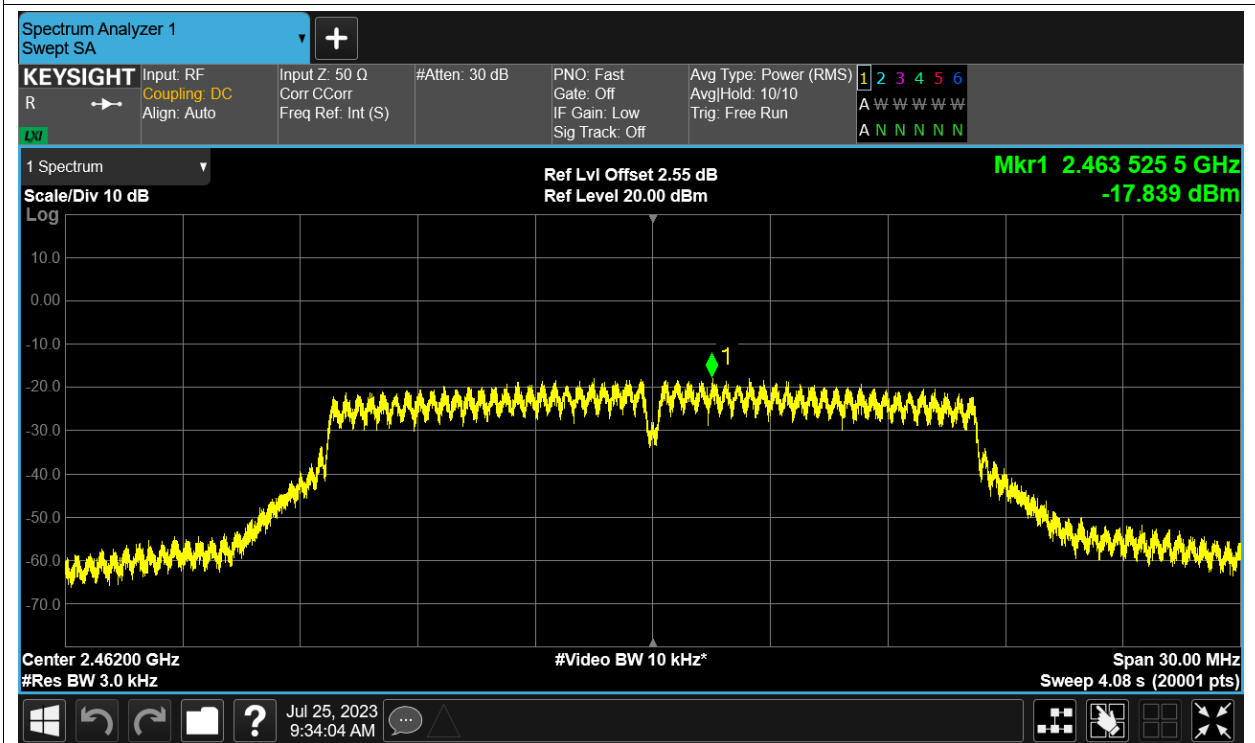 Spectrum Analyzer 1
Swept SA
KEYSIGHT
R
LXI
Input: RF
Coupling: DC
Align: Auto
Input Z: 50 Ω
Corr CCorr
Freq Ref: Int (S)
#Atten: 30 dB
PNO: Fast
Gate: Off
IF Gain: Low
Sig Track: Off
Avg Type: Power (RMS)
Avg|Hold: 10/10
Trig: Free Run
1 2 3 4 5 6
A W W W W W
A N N N N N
1 Spectrum
Scale/Div 10 dB
Log
Ref Lvl Offset 2.55 dB
Ref Level 20.00 dBm
Mkr1 2.463 525 5 GHz
-17.839 dBm
10.0
0.00
-10.0
1
-20.0
-30.0
-40.0
-50.0
-60.0
-70.0
Center 2.46200 GHz
#Res BW 3.0 kHz
#Video BW 10 kHz*
Span 30.00 MHz
Sweep 4.08 s (20001 pts)
?
Jul 25, 2023
9:34:04 AM